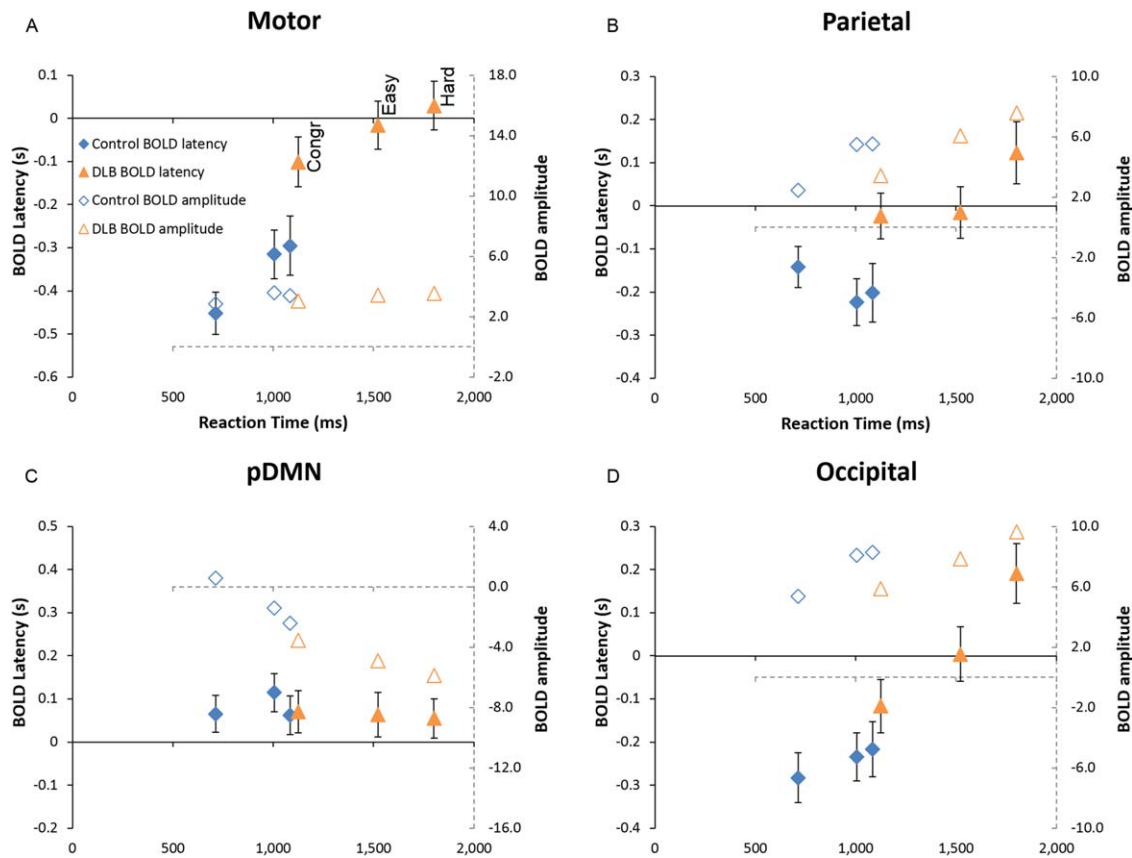 A
Motor
0.1
0
-0.1
-0.2
-0.3
-0.4
-0.5
-0.6
BOLD Latency (s)
18.0
14.0
10.0
6.0
2.0
-2.0
BOLD amplitude
Congr
Easy
Hard
Control BOLD latency
DLB BOLD latency
Control BOLD amplitude
DLB BOLD amplitude
0 500 1,000 1,500 2,000
Reaction Time (ms)
B
Parietal
0.3
0.2
0.1
0
-0.1
-0.2
-0.3
-0.4
BOLD Latency (s)
10.0
6.0
2.0
-2.0
-6.0
-10.0
BOLD amplitude
0 500 1,000 1,500 2,000
C
pDMN
0.5
0.4
0.3
0.2
0.1
0
-0.1
-0.2
BOLD Latency (s)
4.0
0.0
-4.0
-8.0
-12.0
-16.0
BOLD amplitude
0 500 1,000 1,500 2,000
D
Occipital
0.3
0.2
0.1
0
-0.1
-0.2
-0.3
-0.4
BOLD Latency (s)
10.0
6.0
2.0
-2.0
-6.0
-10.0
BOLD amplitude
0 500 1,000 1,500 2,000